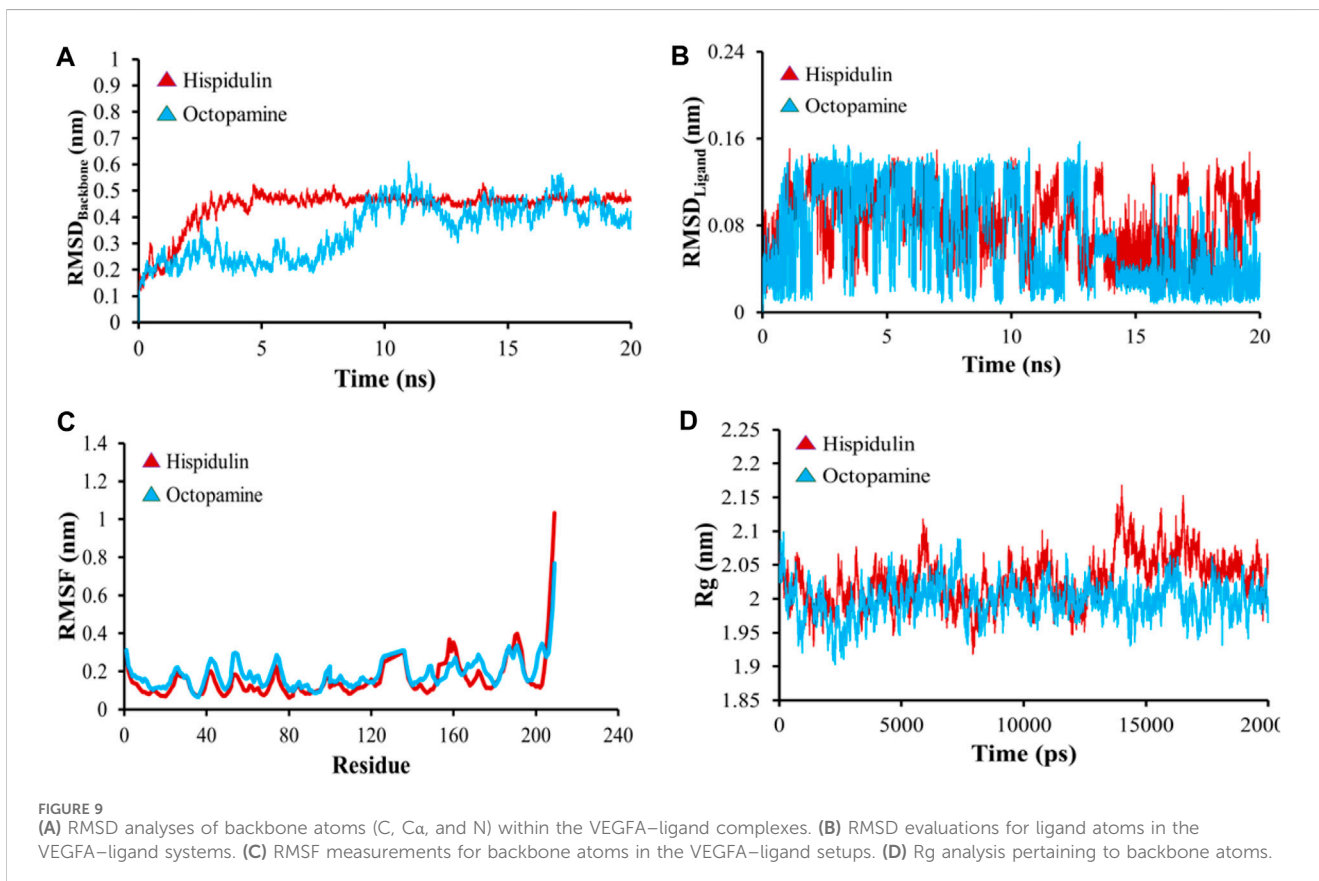 A
RMSD Backbone (nm)
1
0.9
0.8
0.7
0.6
0.5
0.4
0.3
0.2
0.1
0
Hispidulin
Octopamine
0 5 10 15 20
Time (ns)
B
RMSD Ligand (nm)
0.24
0.16
0.08
0
Hispidulin
Octopamine
0 5 10 15 20
Time (ns)
C
RMSF (nm)
1.4
1.2
1
0.8
0.6
0.4
0.2
0
Hispidulin
Octopamine
0 40 80 120 160 200 240
Residue
D
Rg (nm)
2.25
2.2
2.15
2.1
2.05
2
1.95
1.9
1.85
Hispidulin
Octopamine
0 5000 10000 15000 2000
Time (ps)
FIGURE 9
(A) RMSD analyses of backbone atoms (C, Cα, and N) within the VEGFA–ligand complexes. (B) RMSD evaluations for ligand atoms in the
VEGFA–ligand systems. (C) RMSF measurements for backbone atoms in the VEGFA–ligand setups. (D) Rg analysis pertaining to backbone atoms.